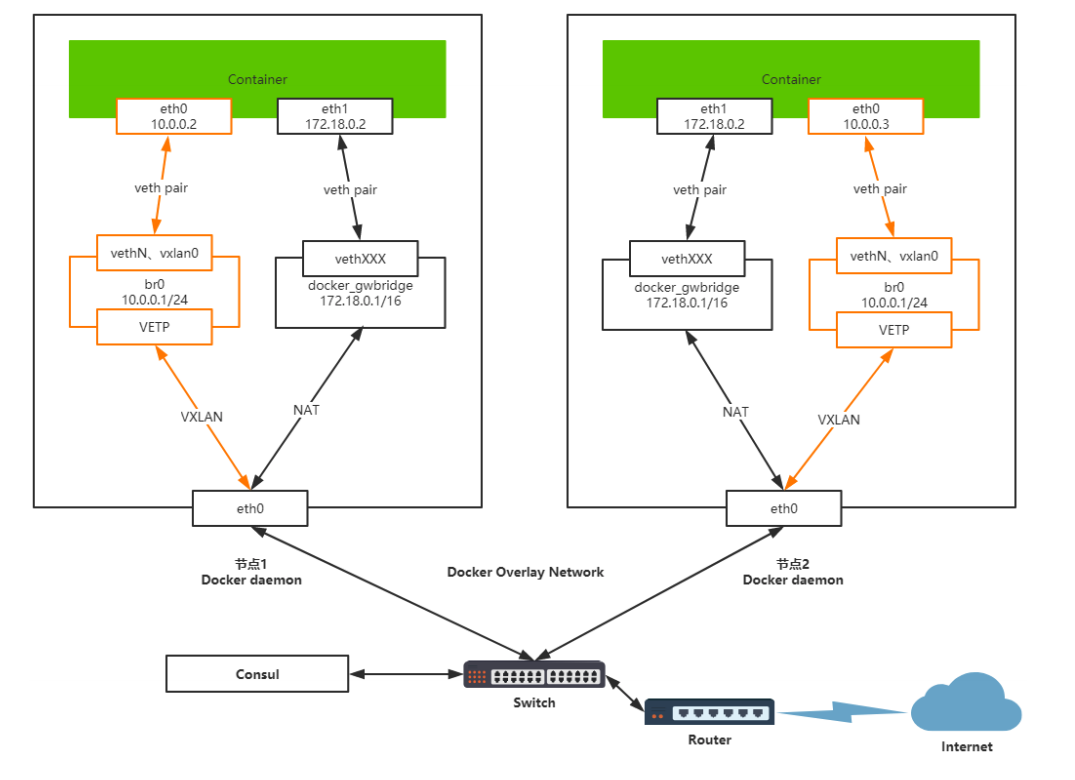 Container
eth0
10.0.0.2
eth1
172.18.0.2
veth pair
veth pair
vethN、vxlan0
br0
10.0.0.1/24
VETP
vethXXX
docker_gwbridge
172.18.0.1/16
VXLAN
NAT
eth0
节点1
Docker daemon
Container
eth1
172.18.0.2
eth0
10.0.0.3
veth pair
veth pair
vethXXX
docker_gwbridge
172.18.0.1/16
vethN、vxlan0
br0
10.0.0.1/24
VETP
NAT
VXLAN
eth0
节点2
Docker daemon
Docker Overlay Network
Consul
Switch
Router
Internet